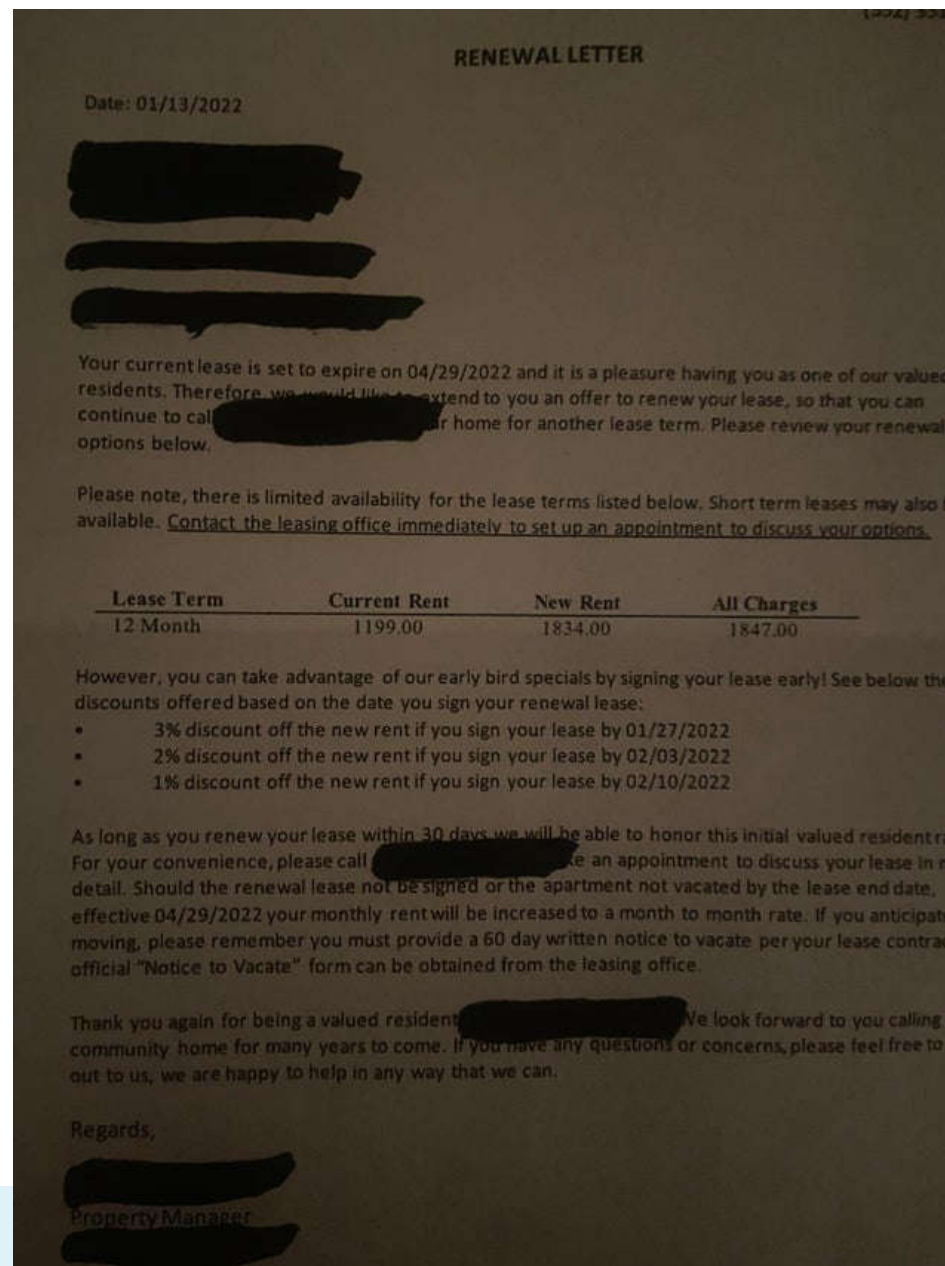 RENEWAL LETTER
Date: 01/13/2022
Your current lease is set to expire on 04/29/2022 and it is a pleasure having you as one of our valued
residents. Therefore we would like to extend to you an offer to renew your lease, so that you can
continue to call home for another lease term. Please review your renewal
options below.
Please note, there is limited availability for the lease terms listed below. Short term leases may also
available. Contact the leasing office immediately to set up an appointment to discuss your options.
Lease Term Current Rent New Rent All Charges
12 Month 1199.00 1834.00 1847.00
However, you can take advantage of our early bird specials by signing your lease early! See below the
discounts offered based on the date you sign your renewal lease:
• 3% discount off the new rent if you sign your lease by 01/27/2022
• 2% discount off the new rent if you sign your lease by 02/03/2022
• 1% discount off the new rent if you sign your lease by 02/10/2022
As long as you renew your lease within 30 days we will be able to honor this initial valued resident
For your convenience, please call an appointment to discuss your lease in
detail. Should the renewal lease not be signed or the apartment not vacated by the lease end date,
effective 04/29/2022 your monthly rent will be increased to a month to month rate. If you anticipat
moving, please remember you must provide a 60 day written notice to vacate per your lease contra
official "Notice to Vacate" form can be obtained from the leasing office.
Thank you again for being a valued resident We look forward to you calling
community home for many years to come. If you have any questions or concerns, please feel free to
out to us, we are happy to help in any way that we can.
Regards,
Property Manager